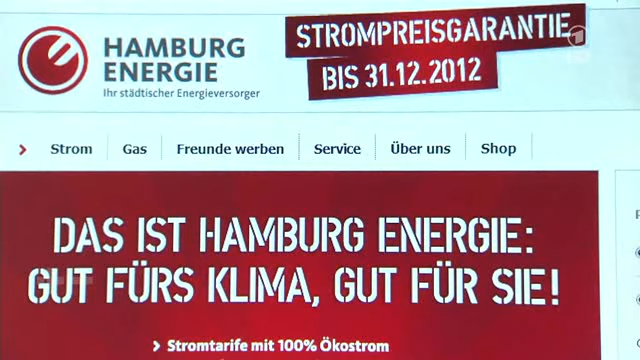 HAMBURG
ENERGIE
Ihr städtischer Energieversorger
STROMPREISGARANTIE
BIS 31.12.2012
Strom Gas Freunde werben Service Über uns Shop
DAS IST HAMBURG ENERGIE:
GUT FÜRS KLIMA, GUT FÜR SIE!
Stromtarife mit 100% Ökostrom